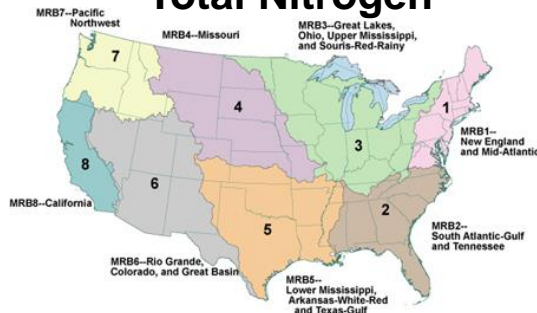 Total Nitrogen
MRB7--Pacific
Northwest
MRB4--Missouri
MRB3--Great Lakes,
Ohio, Upper Mississippi,
and Souris-Red-Rainy
7
4
3
1
MRB1--
New England
and Mid-Atlantic
8
6
5
2
MRB8--California
MRB2--
South Atlantic-Gulf
and Tennessee
MRB6--Rio Grande,
Colorado, and Great Basin
MRB5--
Lower Mississippi,
Arkansas-White-Red
and Texas-Gulf